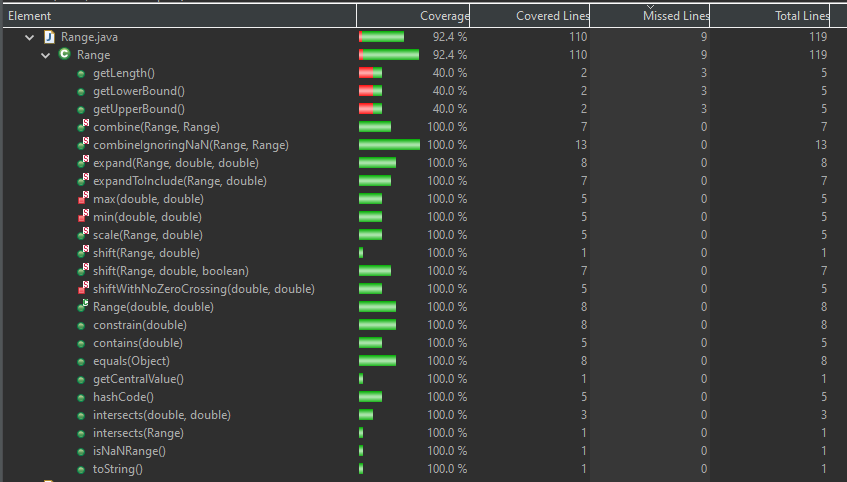 Element Coverage Covered Lines Missed Lines Total Lines
Range.java 92.4 % 110 9 119
Range 92.4 % 110 9 119
getLength() 40.0 % 2 3 5
getLowerBound() 40.0 % 2 3 5
getUpperBound() 40.0 % 2 3 5
combine(Range, Range) 100.0 % 7 0 7
combineIgnoringNaN(Range, Range) 100.0 % 13 0 13
expand(Range, double, double) 100.0 % 8 0 8
expandToInclude(Range, double) 100.0 % 7 0 7
max(double, double) 100.0 % 5 0 5
min(double, double) 100.0 % 5 0 5
scale(Range, double) 100.0 % 5 0 5
shift(Range, double) 100.0 % 1 0 1
shift(Range, double, boolean) 100.0 % 7 0 7
shiftWithNoZeroCrossing(double, double) 100.0 % 5 0 5
Range(double, double) 100.0 % 8 0 8
constrain(double) 100.0 % 8 0 8
contains(double) 100.0 % 5 0 5
equals(Object) 100.0 % 8 0 8
getCentralValue() 100.0 % 1 0 1
hashCode() 100.0 % 5 0 5
intersects(double, double) 100.0 % 3 0 3
intersects(Range) 100.0 % 1 0 1
isNaNRange() 100.0 % 1 0 1
toString() 100.0 % 1 0 1